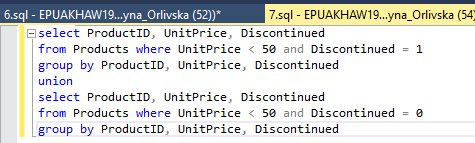 6.sql - EPUAKHAW19...yna_Orlivska (52))* 7.sql - EPUAKHAW19...yna_Orlivska (54)
select ProductID, UnitPrice, Discontinued
from Products where UnitPrice < 50 and Discontinued = 1
group by ProductID, UnitPrice, Discontinued
union
select ProductID, UnitPrice, Discontinued
from Products where UnitPrice < 50 and Discontinued = 0
group by ProductID, UnitPrice, Discontinued